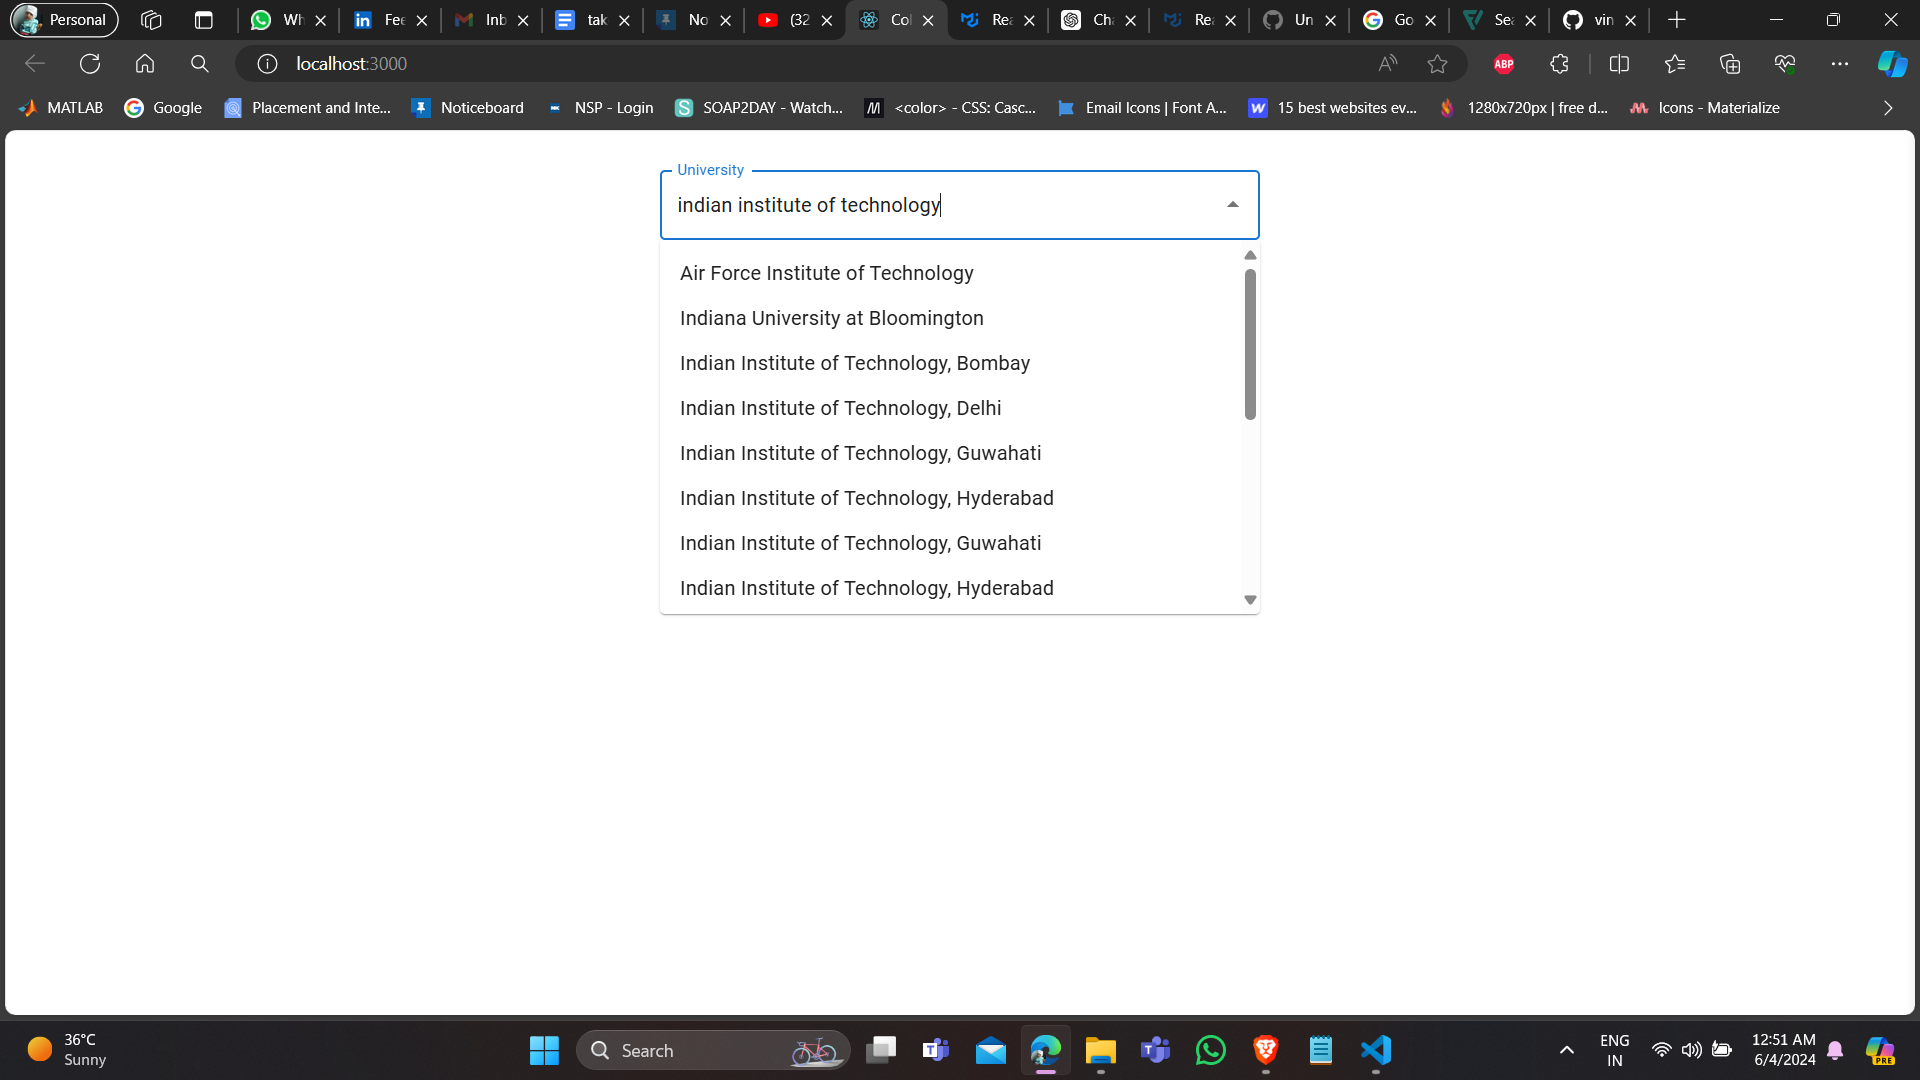 Personal
Wh
Fee
Inb
tak
No
(32
Col
Rea
Cha
Rea
Un
Go
Sea
vin
localhost:3000
ABP
MATLAB
Google
Placement and Inte...
Noticeboard
NSP - Login
SOAP2DAY - Watch...
<color> - CSS: Casc...
Email Icons | Font A...
15 best websites ev...
1280x720px | free d...
Icons - Materialize
University
indian institute of technology
Air Force Institute of Technology
Indiana University at Bloomington
Indian Institute of Technology, Bombay
Indian Institute of Technology, Delhi
Indian Institute of Technology, Guwahati
Indian Institute of Technology, Hyderabad
Indian Institute of Technology, Guwahati
Indian Institute of Technology, Hyderabad
36°C
Sunny
Search
ENG
IN
12:51 AM
6/4/2024
PRE